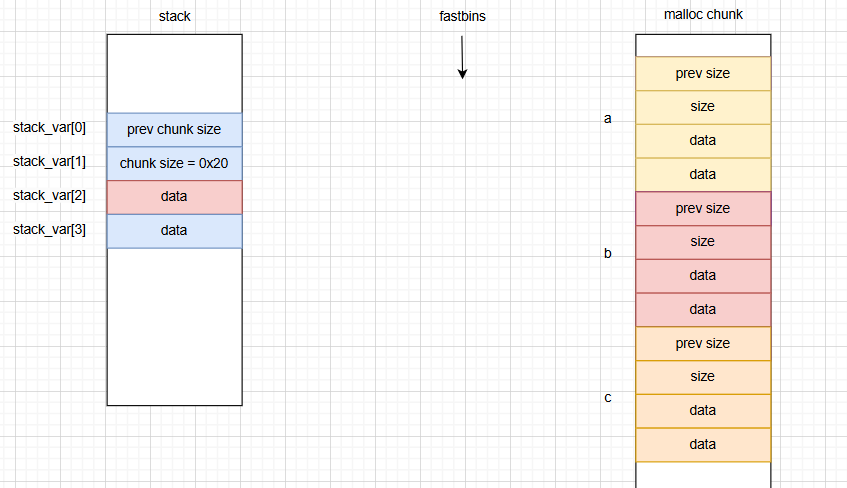 stack
fastbins
malloc chunk
stack_var[0]
prev chunk size
stack_var[1]
chunk size = 0x20
stack_var[2]
data
stack_var[3]
data
a
prev size
size
data
data
b
prev size
size
data
data
c
prev size
size
data
data